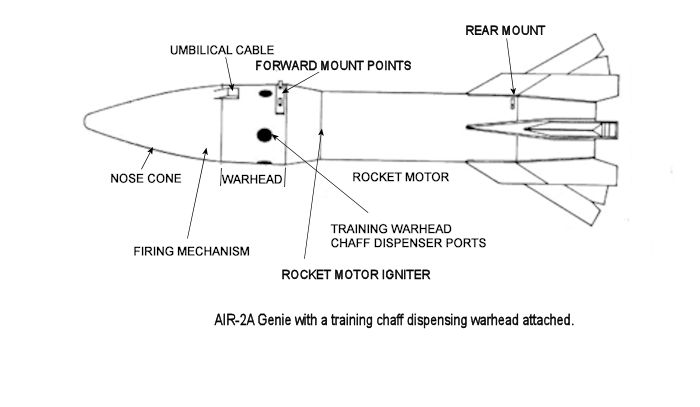 REAR MOUNT
UMBILICAL CABLE
FORWARD MOUNT POINTS
NOSE CONE
WARHEAD
ROCKET MOTOR
FIRING MECHANISM
TRAINING WARHEAD
CHAFF DISPENSER PORTS
ROCKET MOTOR IGNITER
AIR-2A Genie with a training chaff dispensing warhead attached.